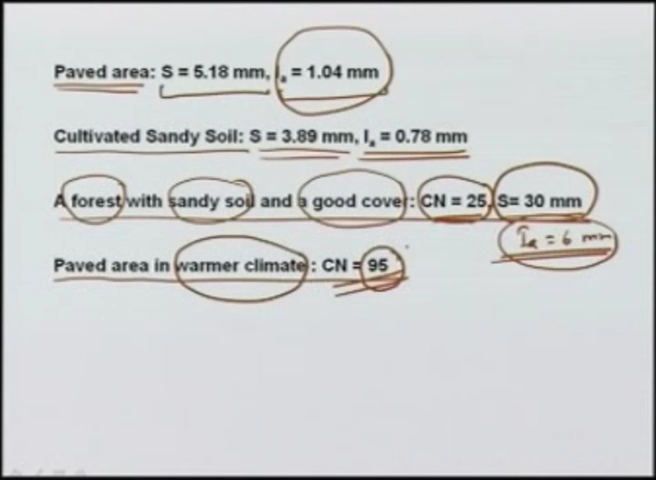 Paved area: S = 5.18 mm, Ia = 1.04 mm
Cultivated Sandy Soil: S = 3.89 mm, Ia = 0.78 mm
A forest with sandy soil and a good cover: CN = 25, S= 30 mm
Ia = 6 mm
Paved area in warmer climate : CN = 95